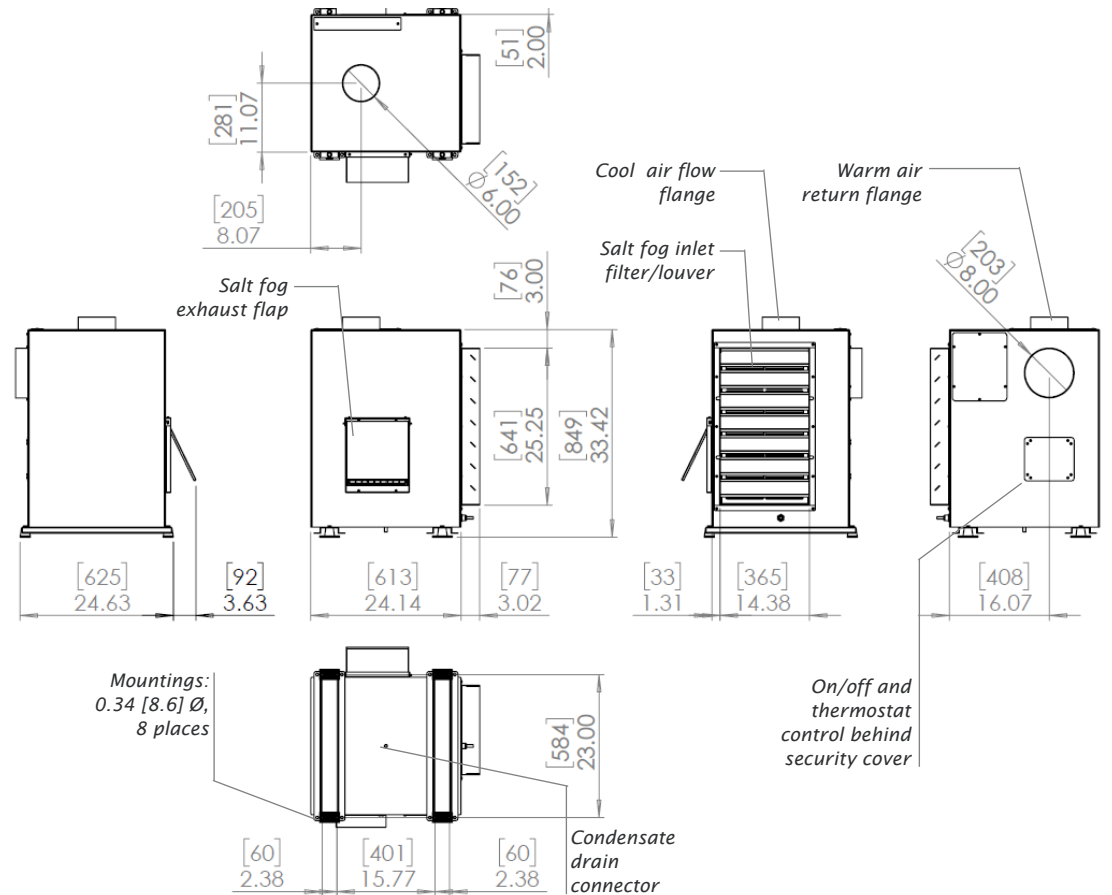 [51]
2.00
[281]
11.07
[152]
Ø6.00
[205]
8.07
Cool air flow
flange
Warm air
return flange
Salt fog inlet
filter/louver
[203]
Ø8.00
Salt fog
exhaust flap
[76]
3.00
[641]
25.25
[849]
33.42
[625]
24.63
[92]
3.63
[613]
24.14
[77]
3.02
[33]
1.31
[365]
14.38
[408]
16.07
Mountings:
0.34 [8.6] Ø,
8 places
[584]
23.00
On/off and
thermostat
control behind
security cover
Condensate
drain
connector
[60]
2.38
[401]
15.77
[60]
2.38